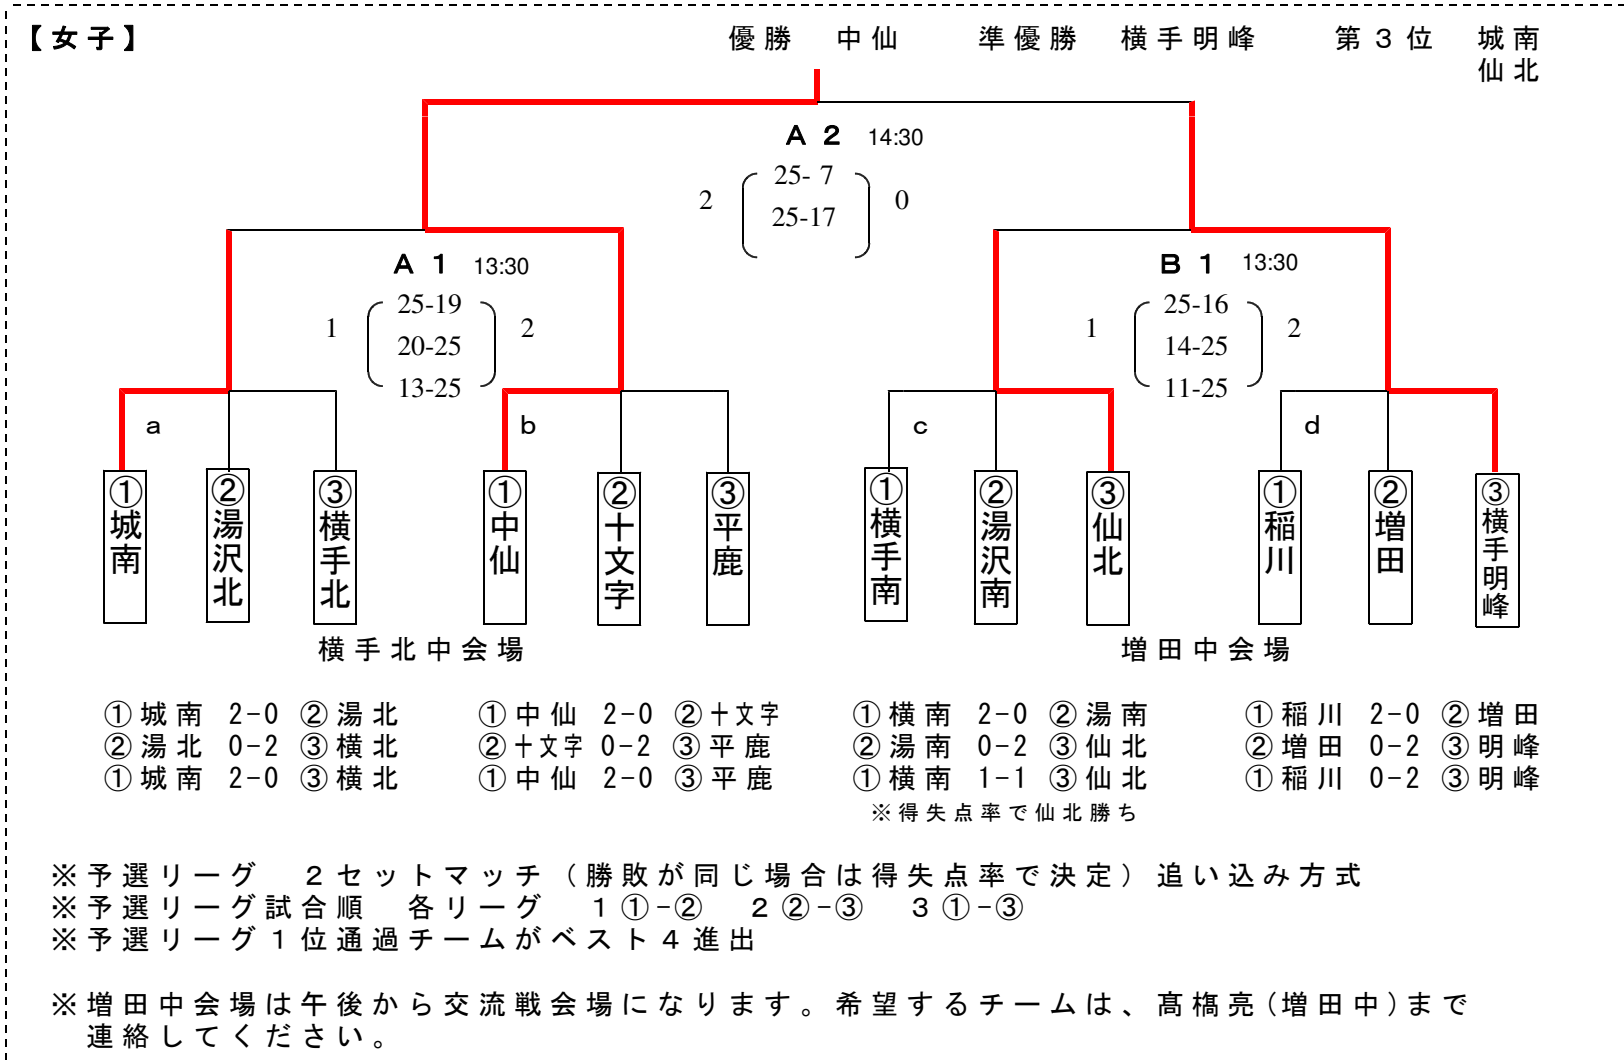 【女子】 優勝 中仙 準優勝 横手明峰 第３位 城南
仙北
Ａ２ 14:30
25- 7
2 0
25-17
Ａ１ 13:30
25-19
1 2
20-25
13-25
Ｂ１ 13:30
25-16
1 2
14-25
11-25
a b c d
①城南
②湯沢北
③横手北
①中仙
②十文字
③平鹿
①横手南
②湯沢南
③仙北
①稲川
②増田
③横手明峰
横手北中会場 増田中会場
①城南 2-0 ②湯北 ①中仙 2-0 ②十文字 ①横南 2-0 ②湯南 ①稲川 2-0 ②増田
②湯北 0-2 ③横北 ②十文字 0-2 ③平鹿 ②湯南 0-2 ③仙北 ②増田 0-2 ③明峰
①城南 2-0 ③横北 ①中仙 2-0 ③平鹿 ①横南 1-1 ③仙北 ①稲川 0-2 ③明峰
※得失点率で仙北勝ち
※予選リーグ ２セットマッチ（勝敗が同じ場合は得失点率で決定）追い込み方式
※予選リーグ試合順 各リーグ １①-② ２②-③ ３①-③
※予選リーグ１位通過チームがベスト４進出
※増田中会場は午後から交流戦会場になります。希望するチームは、髙橋亮(増田中)まで
連絡してください。